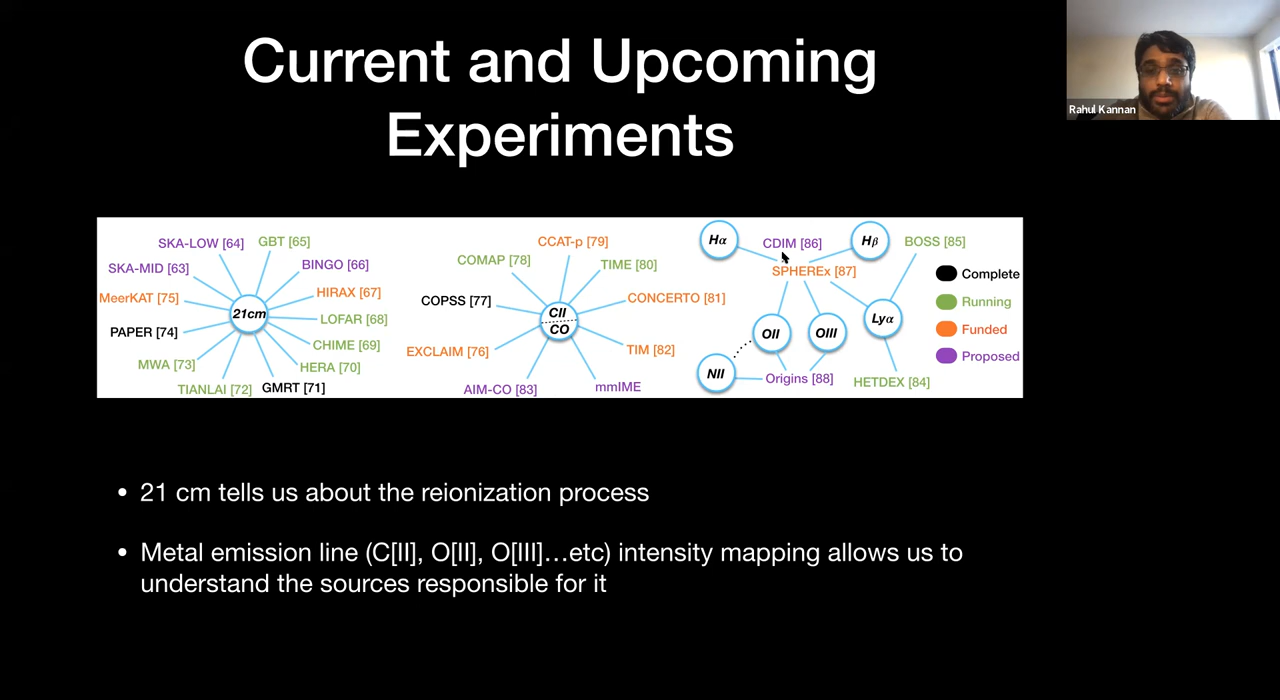 Current and Upcoming
Experiments
Rahul Kannan
SKA-LOW [64]
GBT [65]
SKA-MID [63]
BINGO [66]
MeerKAT [75]
HIRAX [67]
21cm
PAPER [74]
LOFAR [68]
MWA [73]
CHIME [69]
HERA [70]
TIANLAI [72]
GMRT [71]
CCAT-p [79]
COMAP [78]
TIME [80]
COPSS [77]
CONCERTO [81]
CII
CO
EXCLAIM [76]
TIM [82]
AIM-CO [83]
mmIME
Hα
CDIM [86]
Hβ
BOSS [85]
SPHEREx [87]
OII
OIII
Lyα
NII
Origins [88]
HETDEX [84]
Complete
Running
Funded
Proposed
• 21 cm tells us about the reionization process
• Metal emission line (C[II], O[II], O[III]…etc) intensity mapping allows us to
understand the sources responsible for it